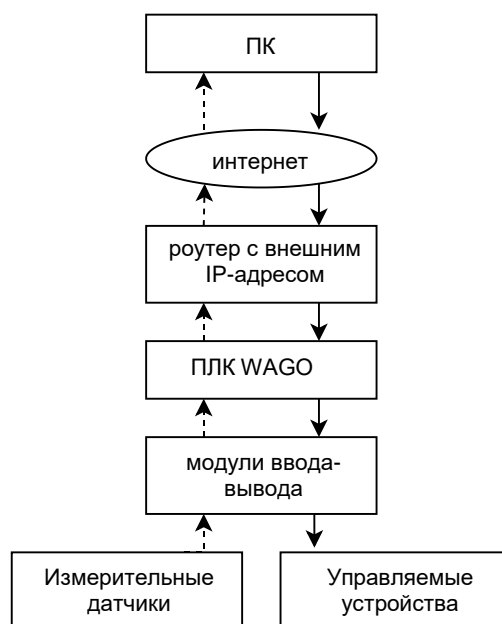 ПК
интернет
роутер с внешним
IP-адресом
ПЛК WAGO
модули ввода-
вывода
Измерительные
датчики
Управляемые
устройства